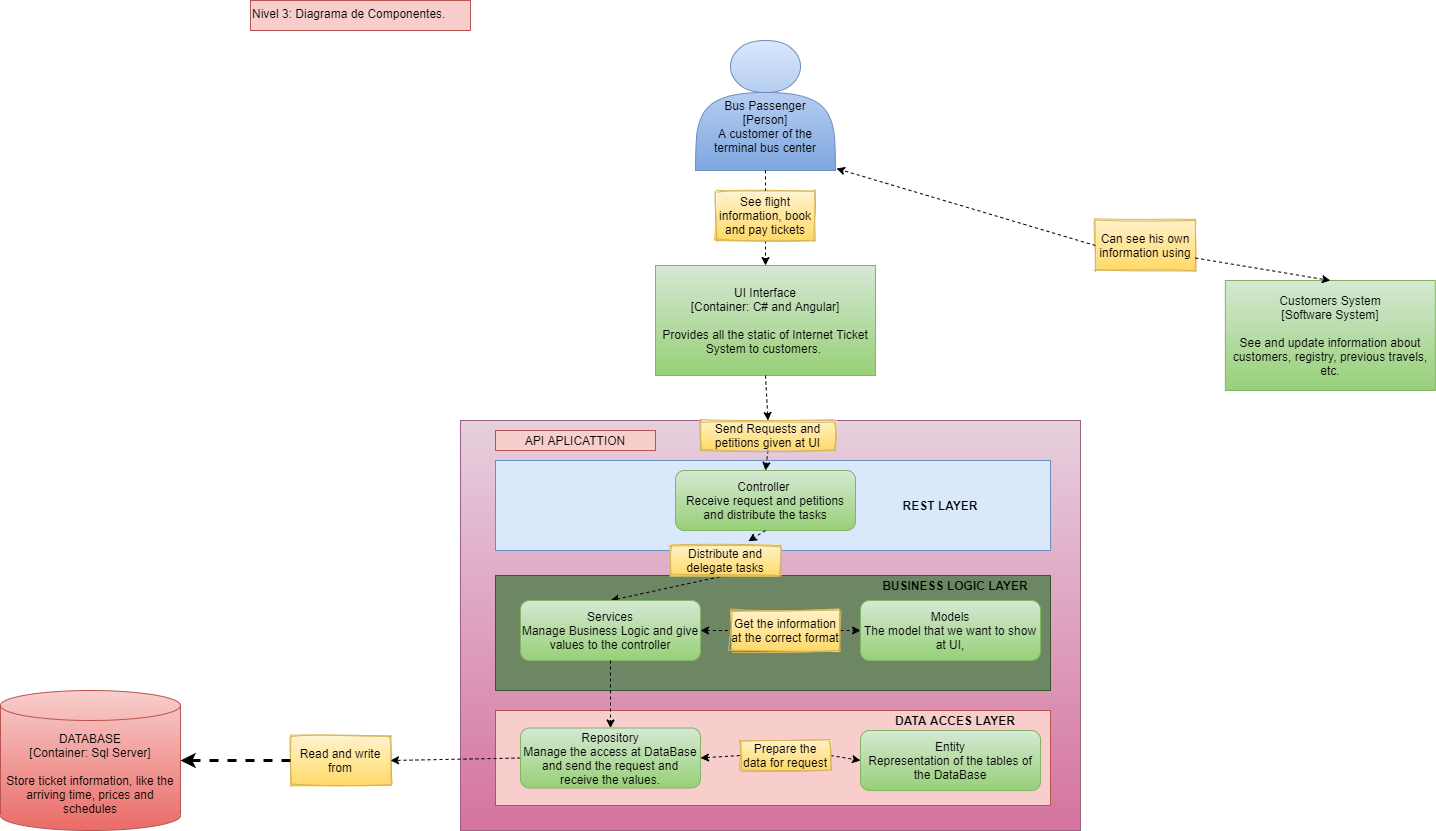 Nivel 3: Diagrama de Componentes.
Bus Passenger
[Person]
A customer of the
terminal bus center
See flight
information, book
and pay tickets
Can see his own
information using
UI Interface
[Container: C# and Angular]
Provides all the static of Internet Ticket
System to customers.
Customers System
[Software System]
See and update information about
customers, registry, previous travels,
etc.
Send Requests and
petitions given at UI
API APLICATTION
Controller
Receive request and petitions
and distribute the tasks
REST LAYER
Distribute and
delegate tasks
BUSINESS LOGIC LAYER
Services
Manage Business Logic and give
values to the controller
Get the information
at the correct format
Models
The model that we want to show
at UI,
DATA ACCES LAYER
Repository
Manage the access at DataBase
and send the request and
receive the values.
Prepare the
data for request
Entity
Representation of the tables of
the DataBase
Read and write
from
DATABASE
[Container: Sql Server]
Store ticket information, like the
arriving time, prices and
schedules